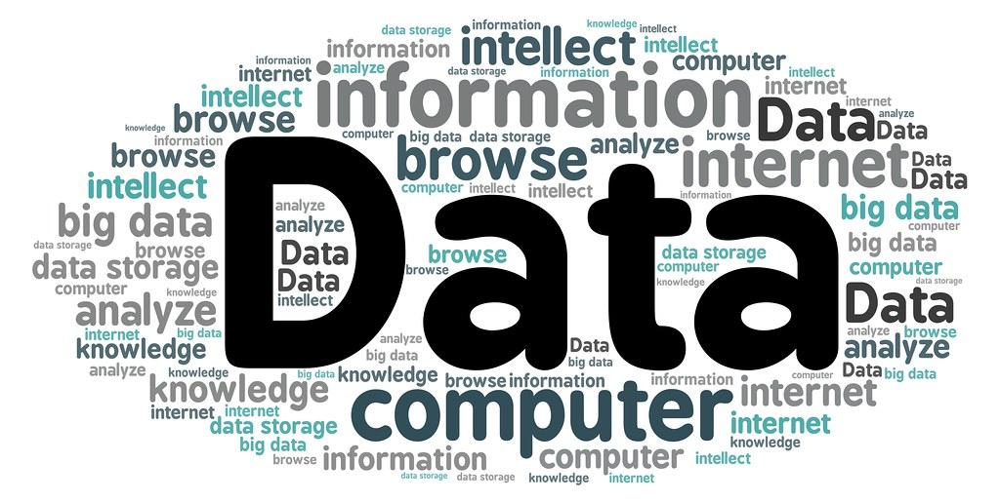 data storage information knowledge intellect
information intellect intellect
information computer
internet analyze data storage information intellect
intellect information internet
browse Data internet analyze
knowledge computer big data data storage browse Data
information browse analyze internet
browse Data
intellect computer intellect intellect Data
information
big data analyze big data
analyze computer
data storage browse Data browse data storage big data
data storage Data browse computer computer
computer knowledge intellect knowledge data storage
Data
analyze Data
internet big data analyze Data analyze browse
knowledge big data big data analyze
analyze knowledge big data knowledge browse information information computer Data big data
knowledge computer internet
internet internet
data storage internet
big data knowledge
browse information computer intellect
data storage data storage knowledge internet